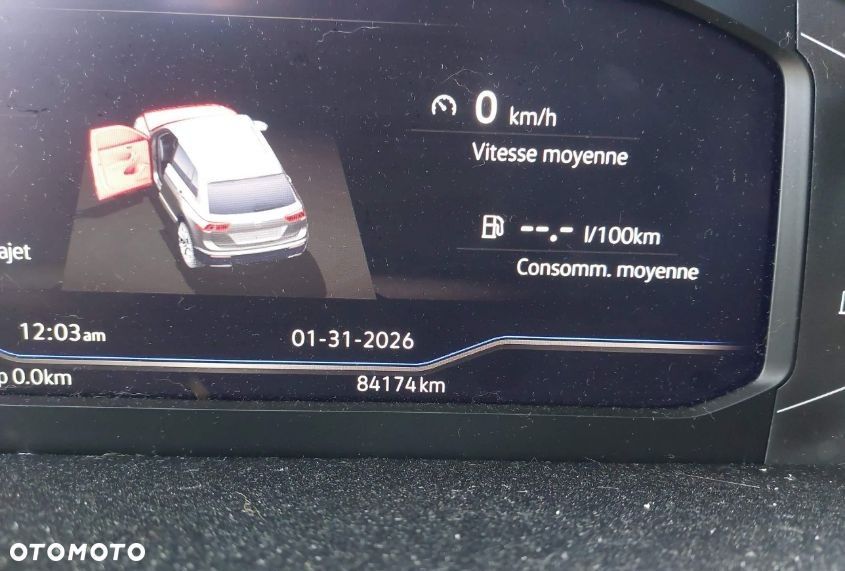 0 km/h
Vitesse moyenne
--.- l/100km
Consomm. moyenne
ajet
12:03am 01-31-2026
p 0.0km 84174km
OTOMOTO